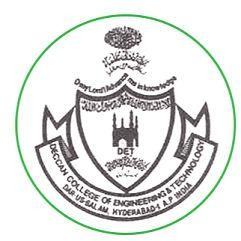 O my Lord! Advance me in knowledge
DET
DECCAN COLLEGE OF ENGINEERING & TECHNOLOGY
DAR-US-SALAM, HYDERABAD-1 A.P INDIA